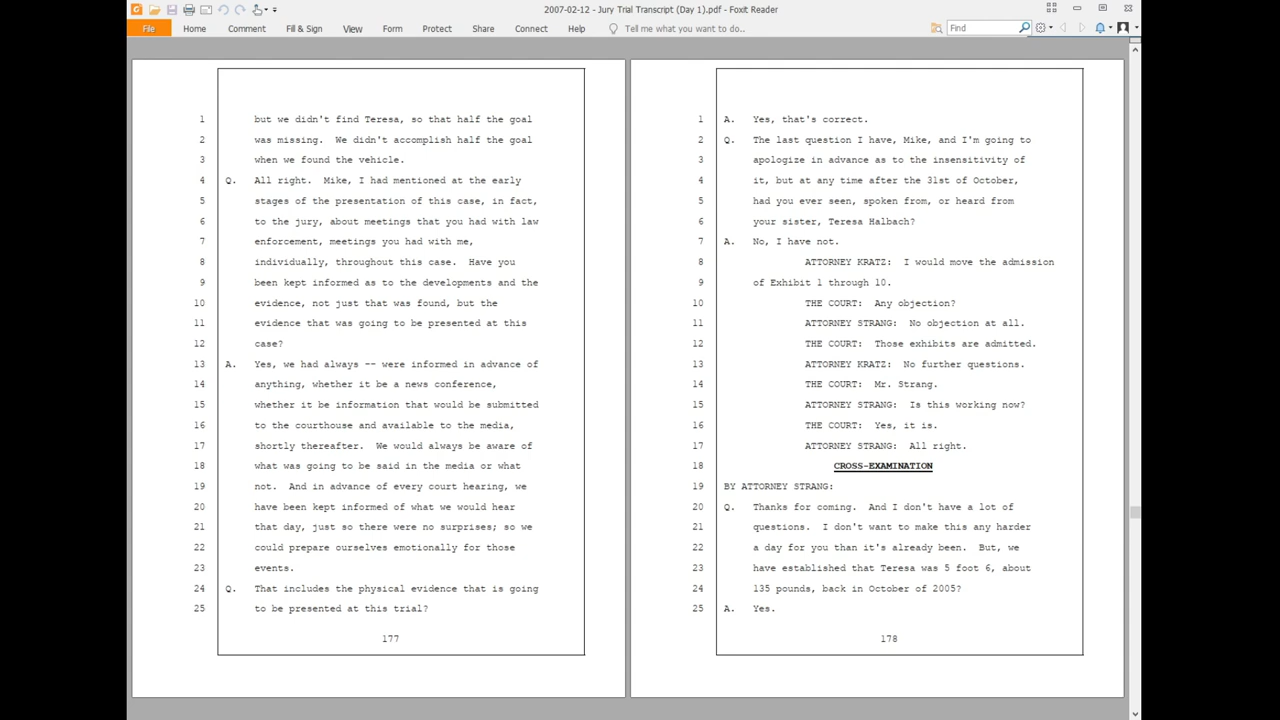 2007-02-12 - Jury Trial Transcript (Day 1).pdf - Foxit Reader
File Home Comment Fill & Sign View Form Protect Share Connect Help Tell me what you want to do.. Find
1 but we didn't find Teresa, so that half the goal
2 was missing. We didn't accomplish half the goal
3 when we found the vehicle.
4 Q. All right. Mike, I had mentioned at the early
5 stages of the presentation of this case, in fact,
6 to the jury, about meetings that you had with law
7 enforcement, meetings you had with me,
8 individually, throughout this case. Have you
9 been kept informed as to the developments and the
10 evidence, not just that was found, but the
11 evidence that was going to be presented at this
12 case?
13 A. Yes, we had always -- were informed in advance of
14 anything, whether it be a news conference,
15 whether it be information that would be submitted
16 to the courthouse and available to the media,
17 shortly thereafter. We would always be aware of
18 what was going to be said in the media or what
19 not. And in advance of every court hearing, we
20 have been kept informed of what we would hear
21 that day, just so there were no surprises; so we
22 could prepare ourselves emotionally for those
23 events.
24 Q. That includes the physical evidence that is going
25 to be presented at this trial?
177
1 A. Yes, that's correct.
2 Q. The last question I have, Mike, and I'm going to
3 apologize in advance as to the insensitivity of
4 it, but at any time after the 31st of October,
5 had you ever seen, spoken from, or heard from
6 your sister, Teresa Halbach?
7 A. No, I have not.
8 ATTORNEY KRATZ: I would move the admission
9 of Exhibit 1 through 10.
10 THE COURT: Any objection?
11 ATTORNEY STRANG: No objection at all.
12 THE COURT: Those exhibits are admitted.
13 ATTORNEY KRATZ: No further questions.
14 THE COURT: Mr. Strang.
15 ATTORNEY STRANG: Is this working now?
16 THE COURT: Yes, it is.
17 ATTORNEY STRANG: All right.
18 CROSS-EXAMINATION
19 BY ATTORNEY STRANG:
20 Q. Thanks for coming. And I don't have a lot of
21 questions. I don't want to make this any harder
22 a day for you than it's already been. But, we
23 have established that Teresa was 5 foot 6, about
24 135 pounds, back in October of 2005?
25 A. Yes.
178